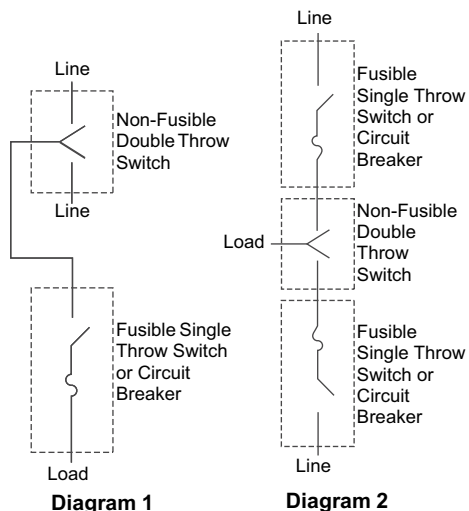 Line
Non-Fusible
Double Throw
Switch
Line
Fusible Single
Throw Switch
or Circuit
Breaker
Load
Diagram 1
Line
Fusible
Single Throw
Switch or
Circuit
Breaker
Load
Non-Fusible
Double
Throw
Switch
Fusible
Single Throw
Switch or
Circuit
Breaker
Line
Diagram 2